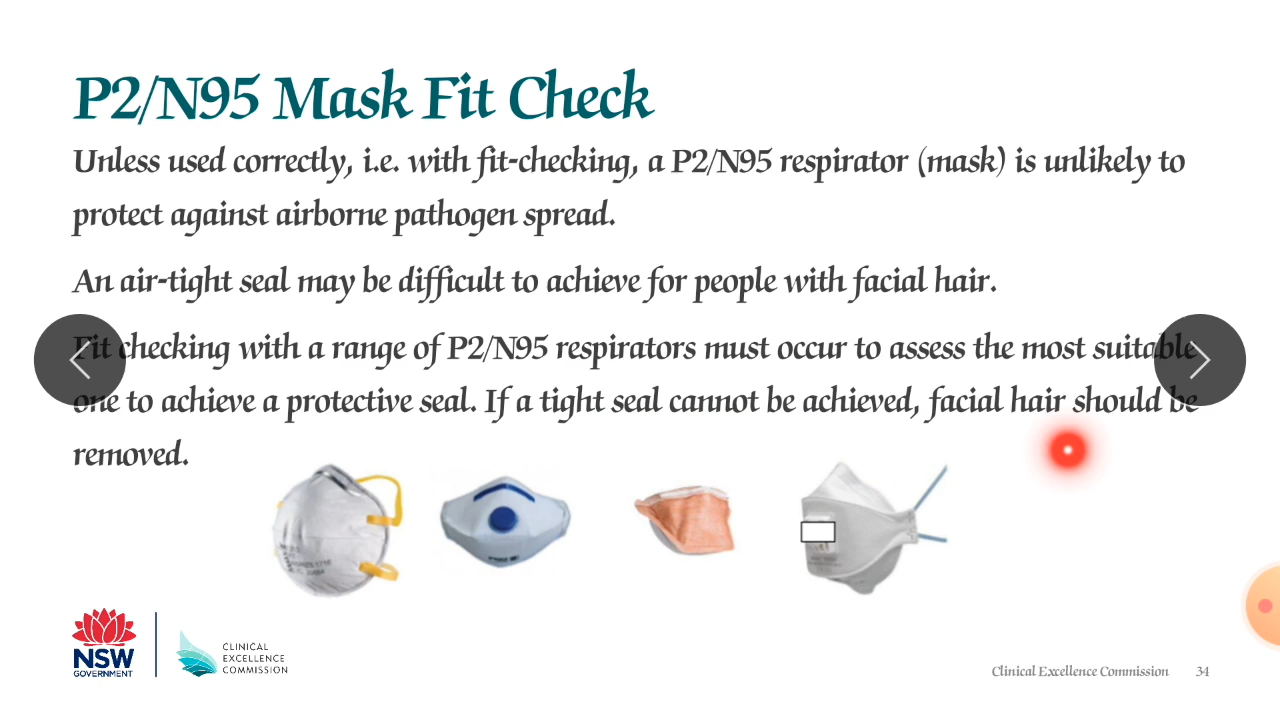 P2/N95 Mask Fit Check
Unless used correctly, i.e. with fit-checking, a P2/N95 respirator (mask) is unlikely to
protect against airborne pathogen spread.
An air-tight seal may be difficult to achieve for people with facial hair.
Fit checking with a range of P2/N95 respirators must occur to assess the most suitable
one to achieve a protective seal. If a tight seal cannot be achieved, facial hair should be
removed.
NSW
GOVERNMENT
CLINICAL
EXCELLENCE
COMMISSION
Clinical Excellence Commission 34